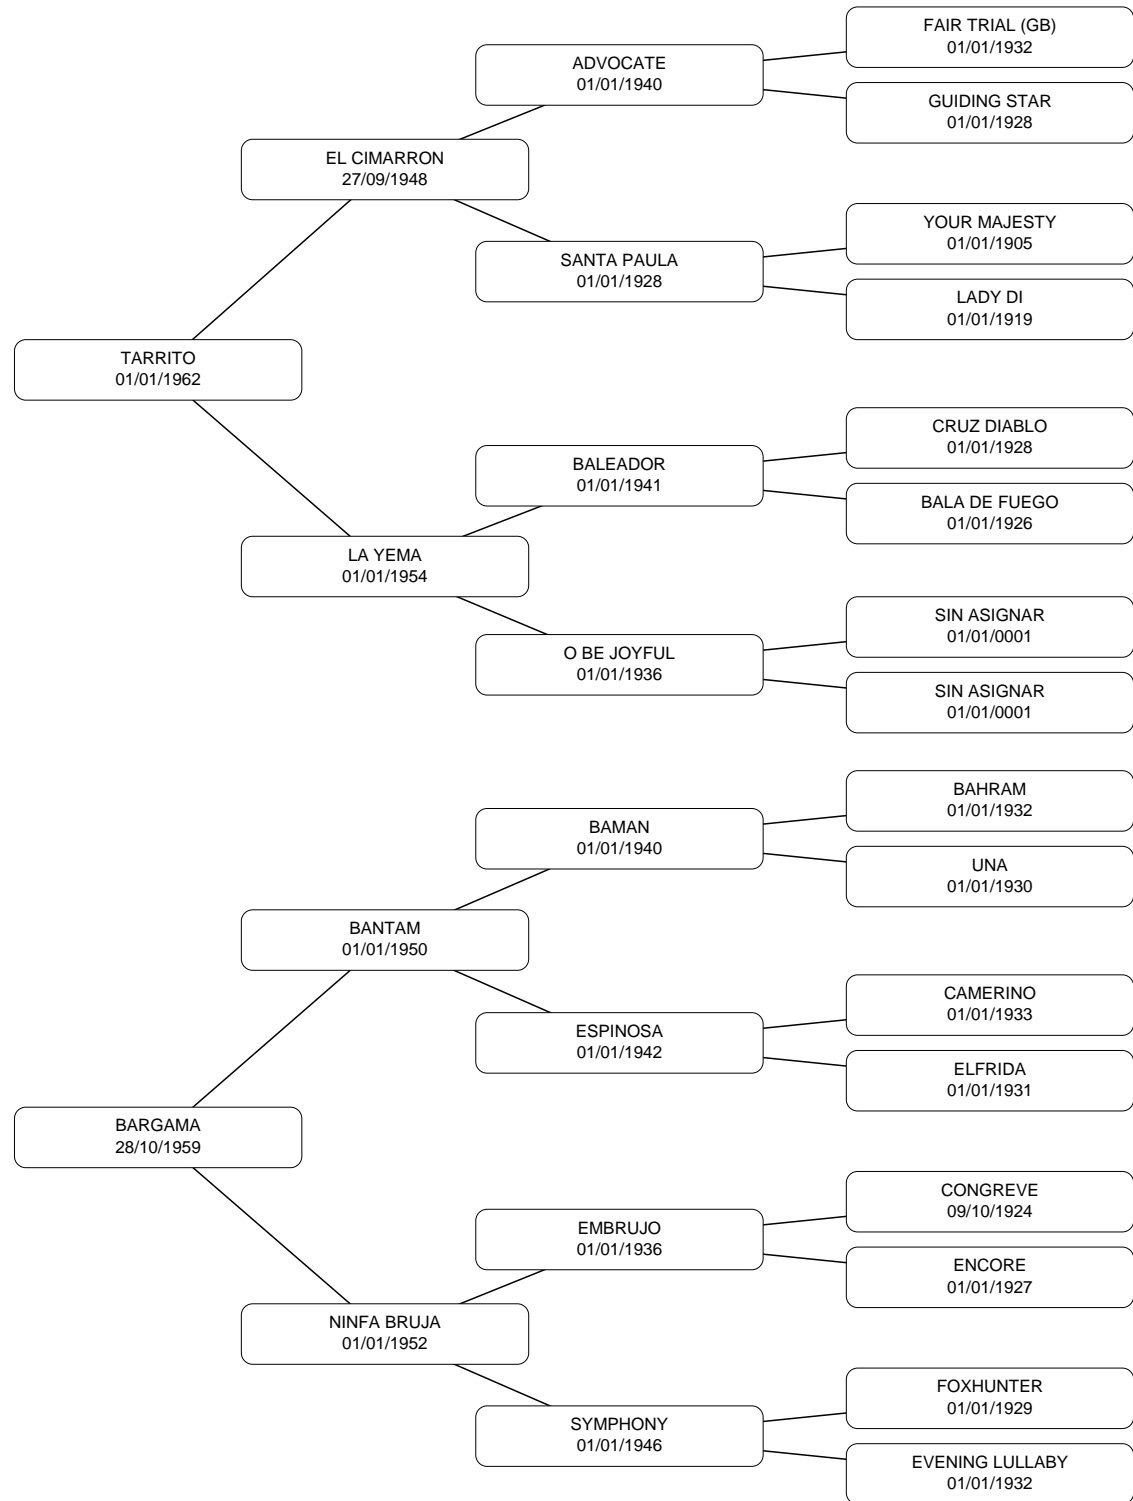 FAIR TRIAL (GB)
01/01/1932
ADVOCATE
01/01/1940
GUIDING STAR
01/01/1928
EL CIMARRON
27/09/1948
YOUR MAJESTY
01/01/1905
SANTA PAULA
01/01/1928
LADY DI
01/01/1919
TARRITO
01/01/1962
CRUZ DIABLO
01/01/1928
BALEADOR
01/01/1941
BALA DE FUEGO
01/01/1926
LA YEMA
01/01/1954
SIN ASIGNAR
01/01/0001
O BE JOYFUL
01/01/1936
SIN ASIGNAR
01/01/0001
BAHRAM
01/01/1932
BAMAN
01/01/1940
UNA
01/01/1930
BANTAM
01/01/1950
CAMERINO
01/01/1933
ESPINOSA
01/01/1942
ELFRIDA
01/01/1931
BARGAMA
28/10/1959
CONGREVE
09/10/1924
EMBRUJO
01/01/1936
ENCORE
01/01/1927
NINFA BRUJA
01/01/1952
FOXHUNTER
01/01/1929
SYMPHONY
01/01/1946
EVENING LULLABY
01/01/1932